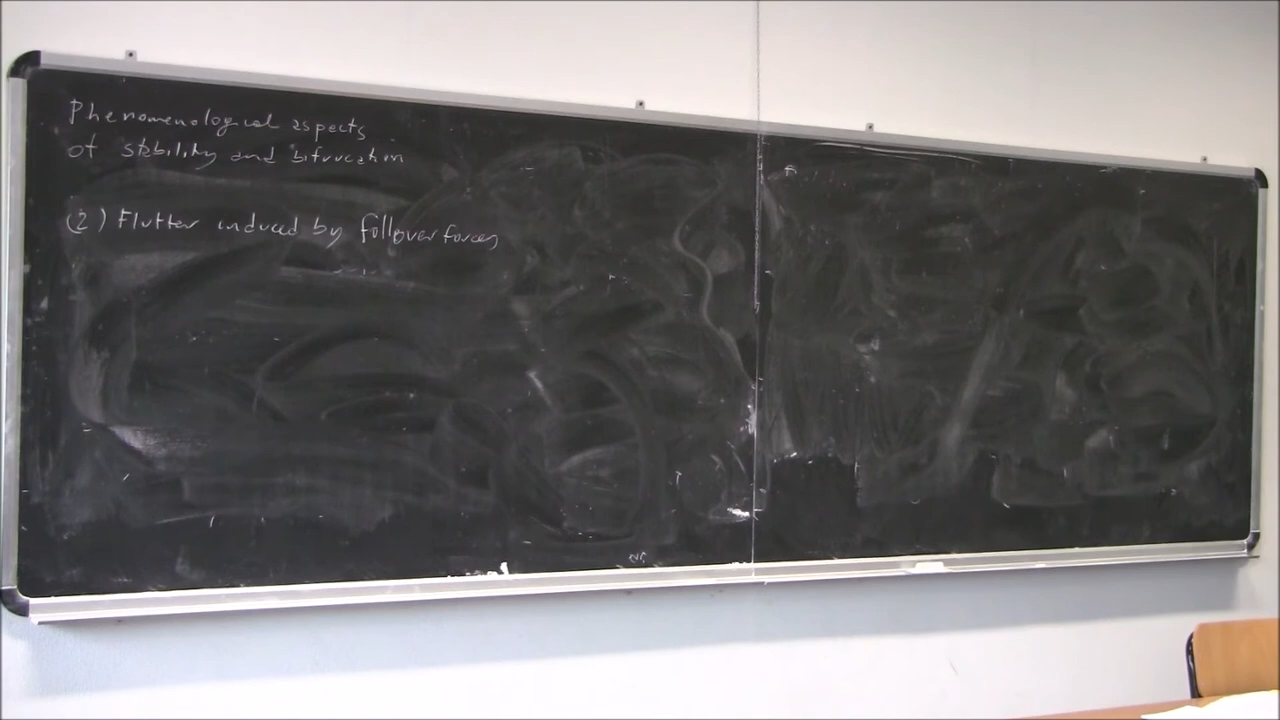 Phenomenological aspects
of stability and bifurcation
(2) Flutter induced by follower forces